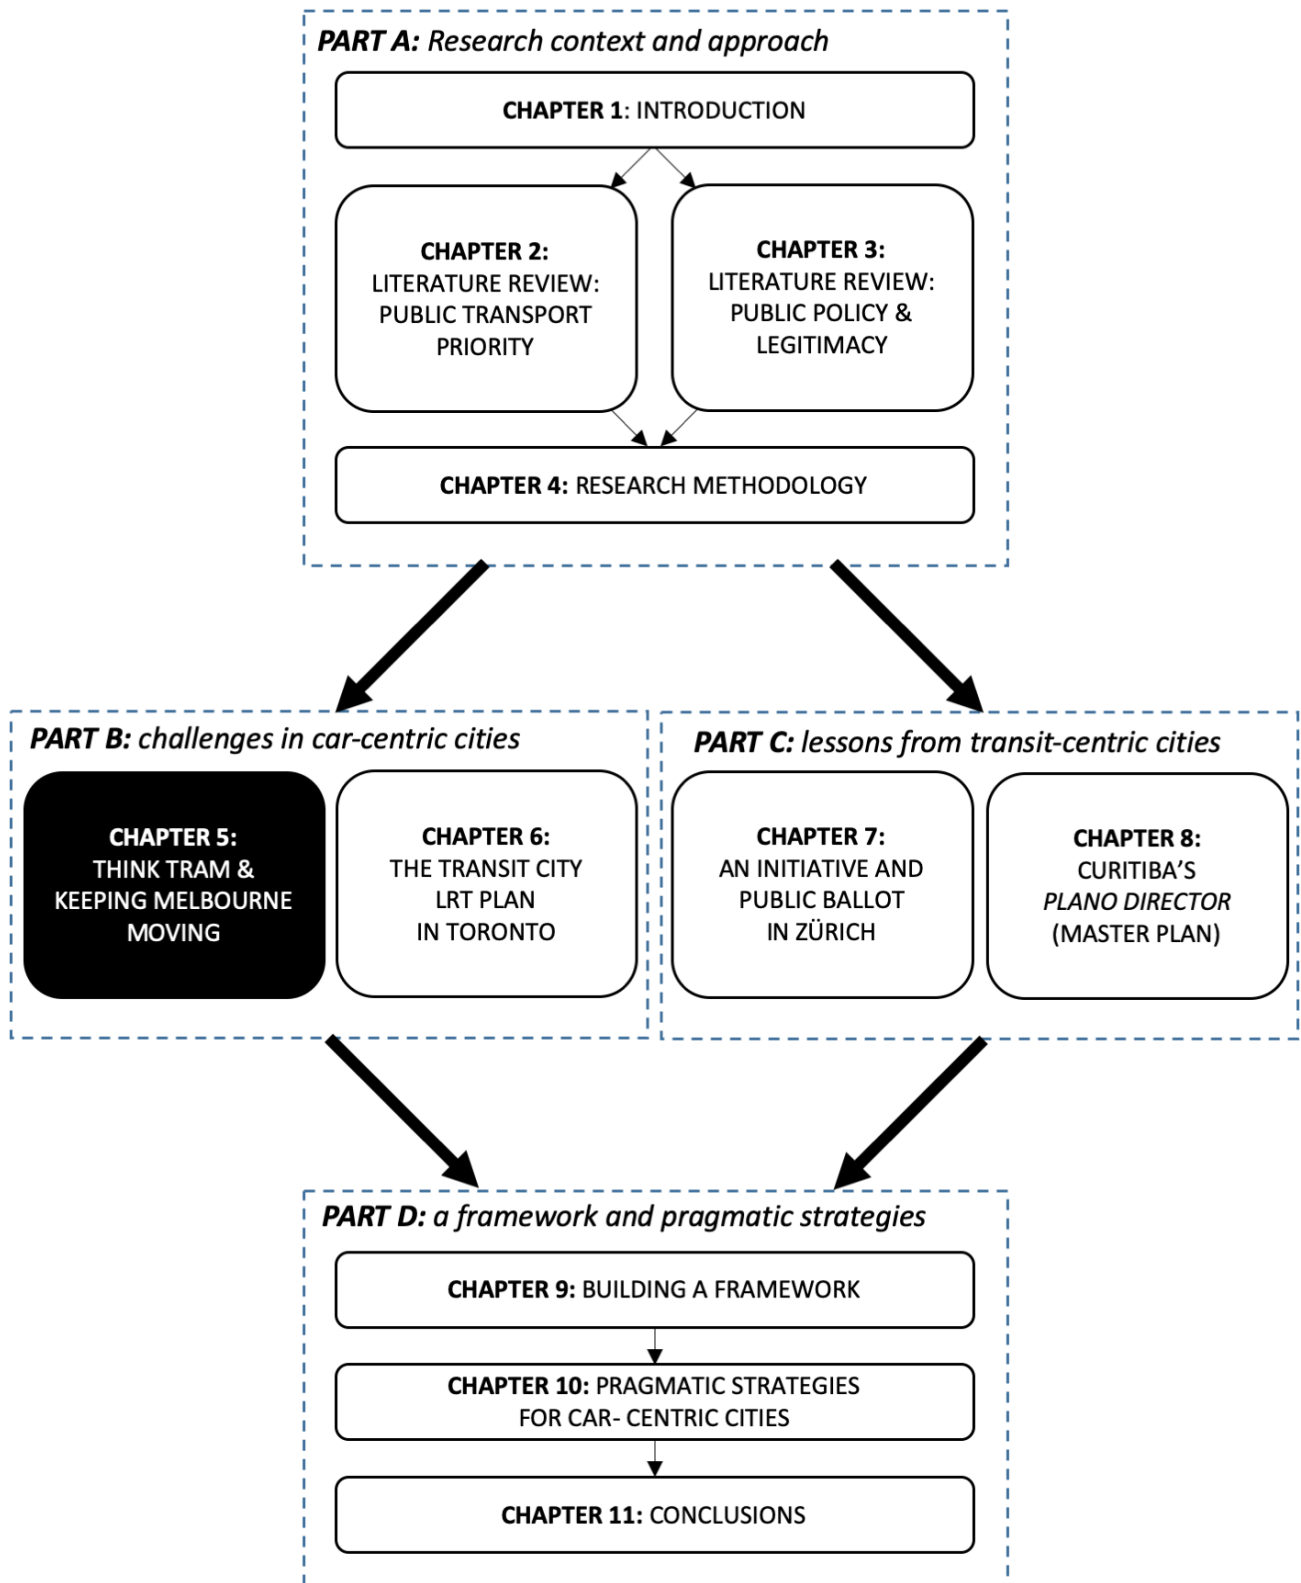 PART A: Research context and approach
CHAPTER 1: INTRODUCTION
CHAPTER 2:
LITERATURE REVIEW:
PUBLIC TRANSPORT
PRIORITY
CHAPTER 3:
LITERATURE REVIEW:
PUBLIC POLICY &
LEGITIMACY
CHAPTER 4: RESEARCH METHODOLOGY
PART B: challenges in car-centric cities
CHAPTER 5:
THINK TRAM &
KEEPING MELBOURNE
MOVING
CHAPTER 6:
THE TRANSIT CITY
LRT PLAN
IN TORONTO
PART C: lessons from transit-centric cities
CHAPTER 7:
AN INITIATIVE AND
PUBLIC BALLOT
IN ZÜRICH
CHAPTER 8:
CURITIBA’S
PLANO DIRECTOR
(MASTER PLAN)
PART D: a framework and pragmatic strategies
CHAPTER 9: BUILDING A FRAMEWORK
CHAPTER 10: PRAGMATIC STRATEGIES
FOR CAR- CENTRIC CITIES
CHAPTER 11: CONCLUSIONS